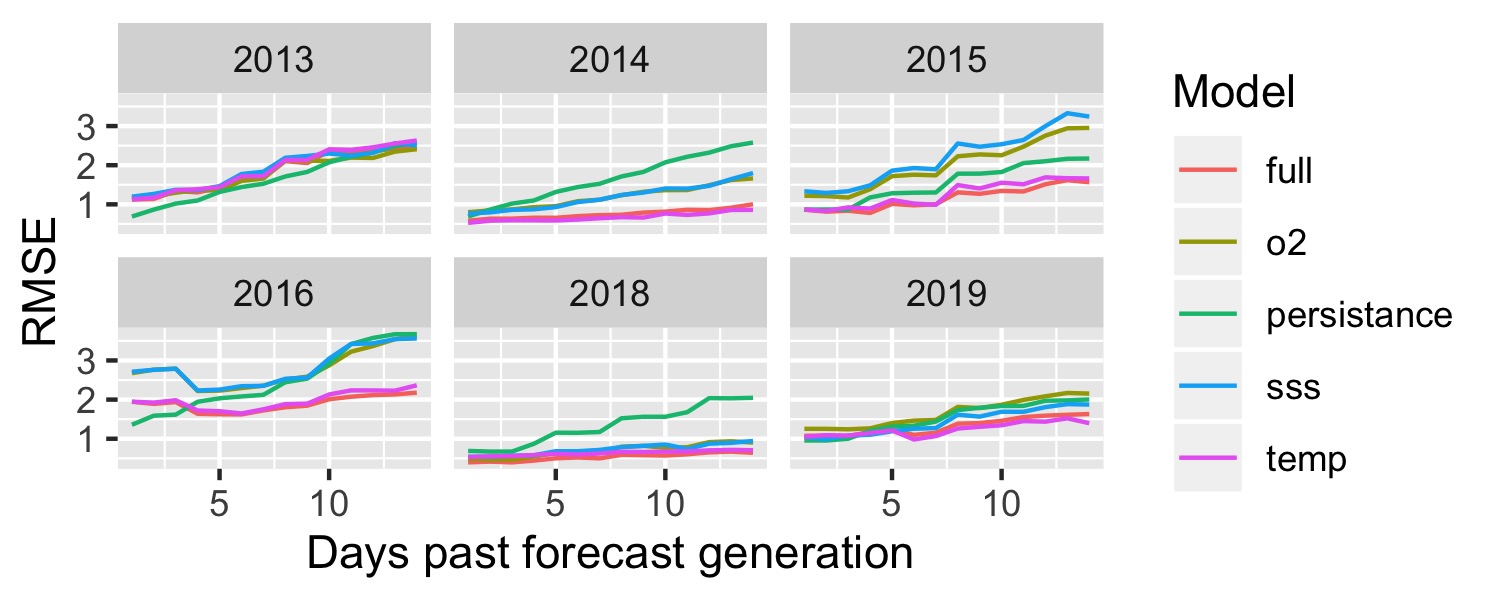 2013 2014 2015
3
2
1
2016 2018 2019
3
2
1
5 10 5 10 5 10
Days past forecast generation
RMSE
Model
full
o2
persistance
sss
temp